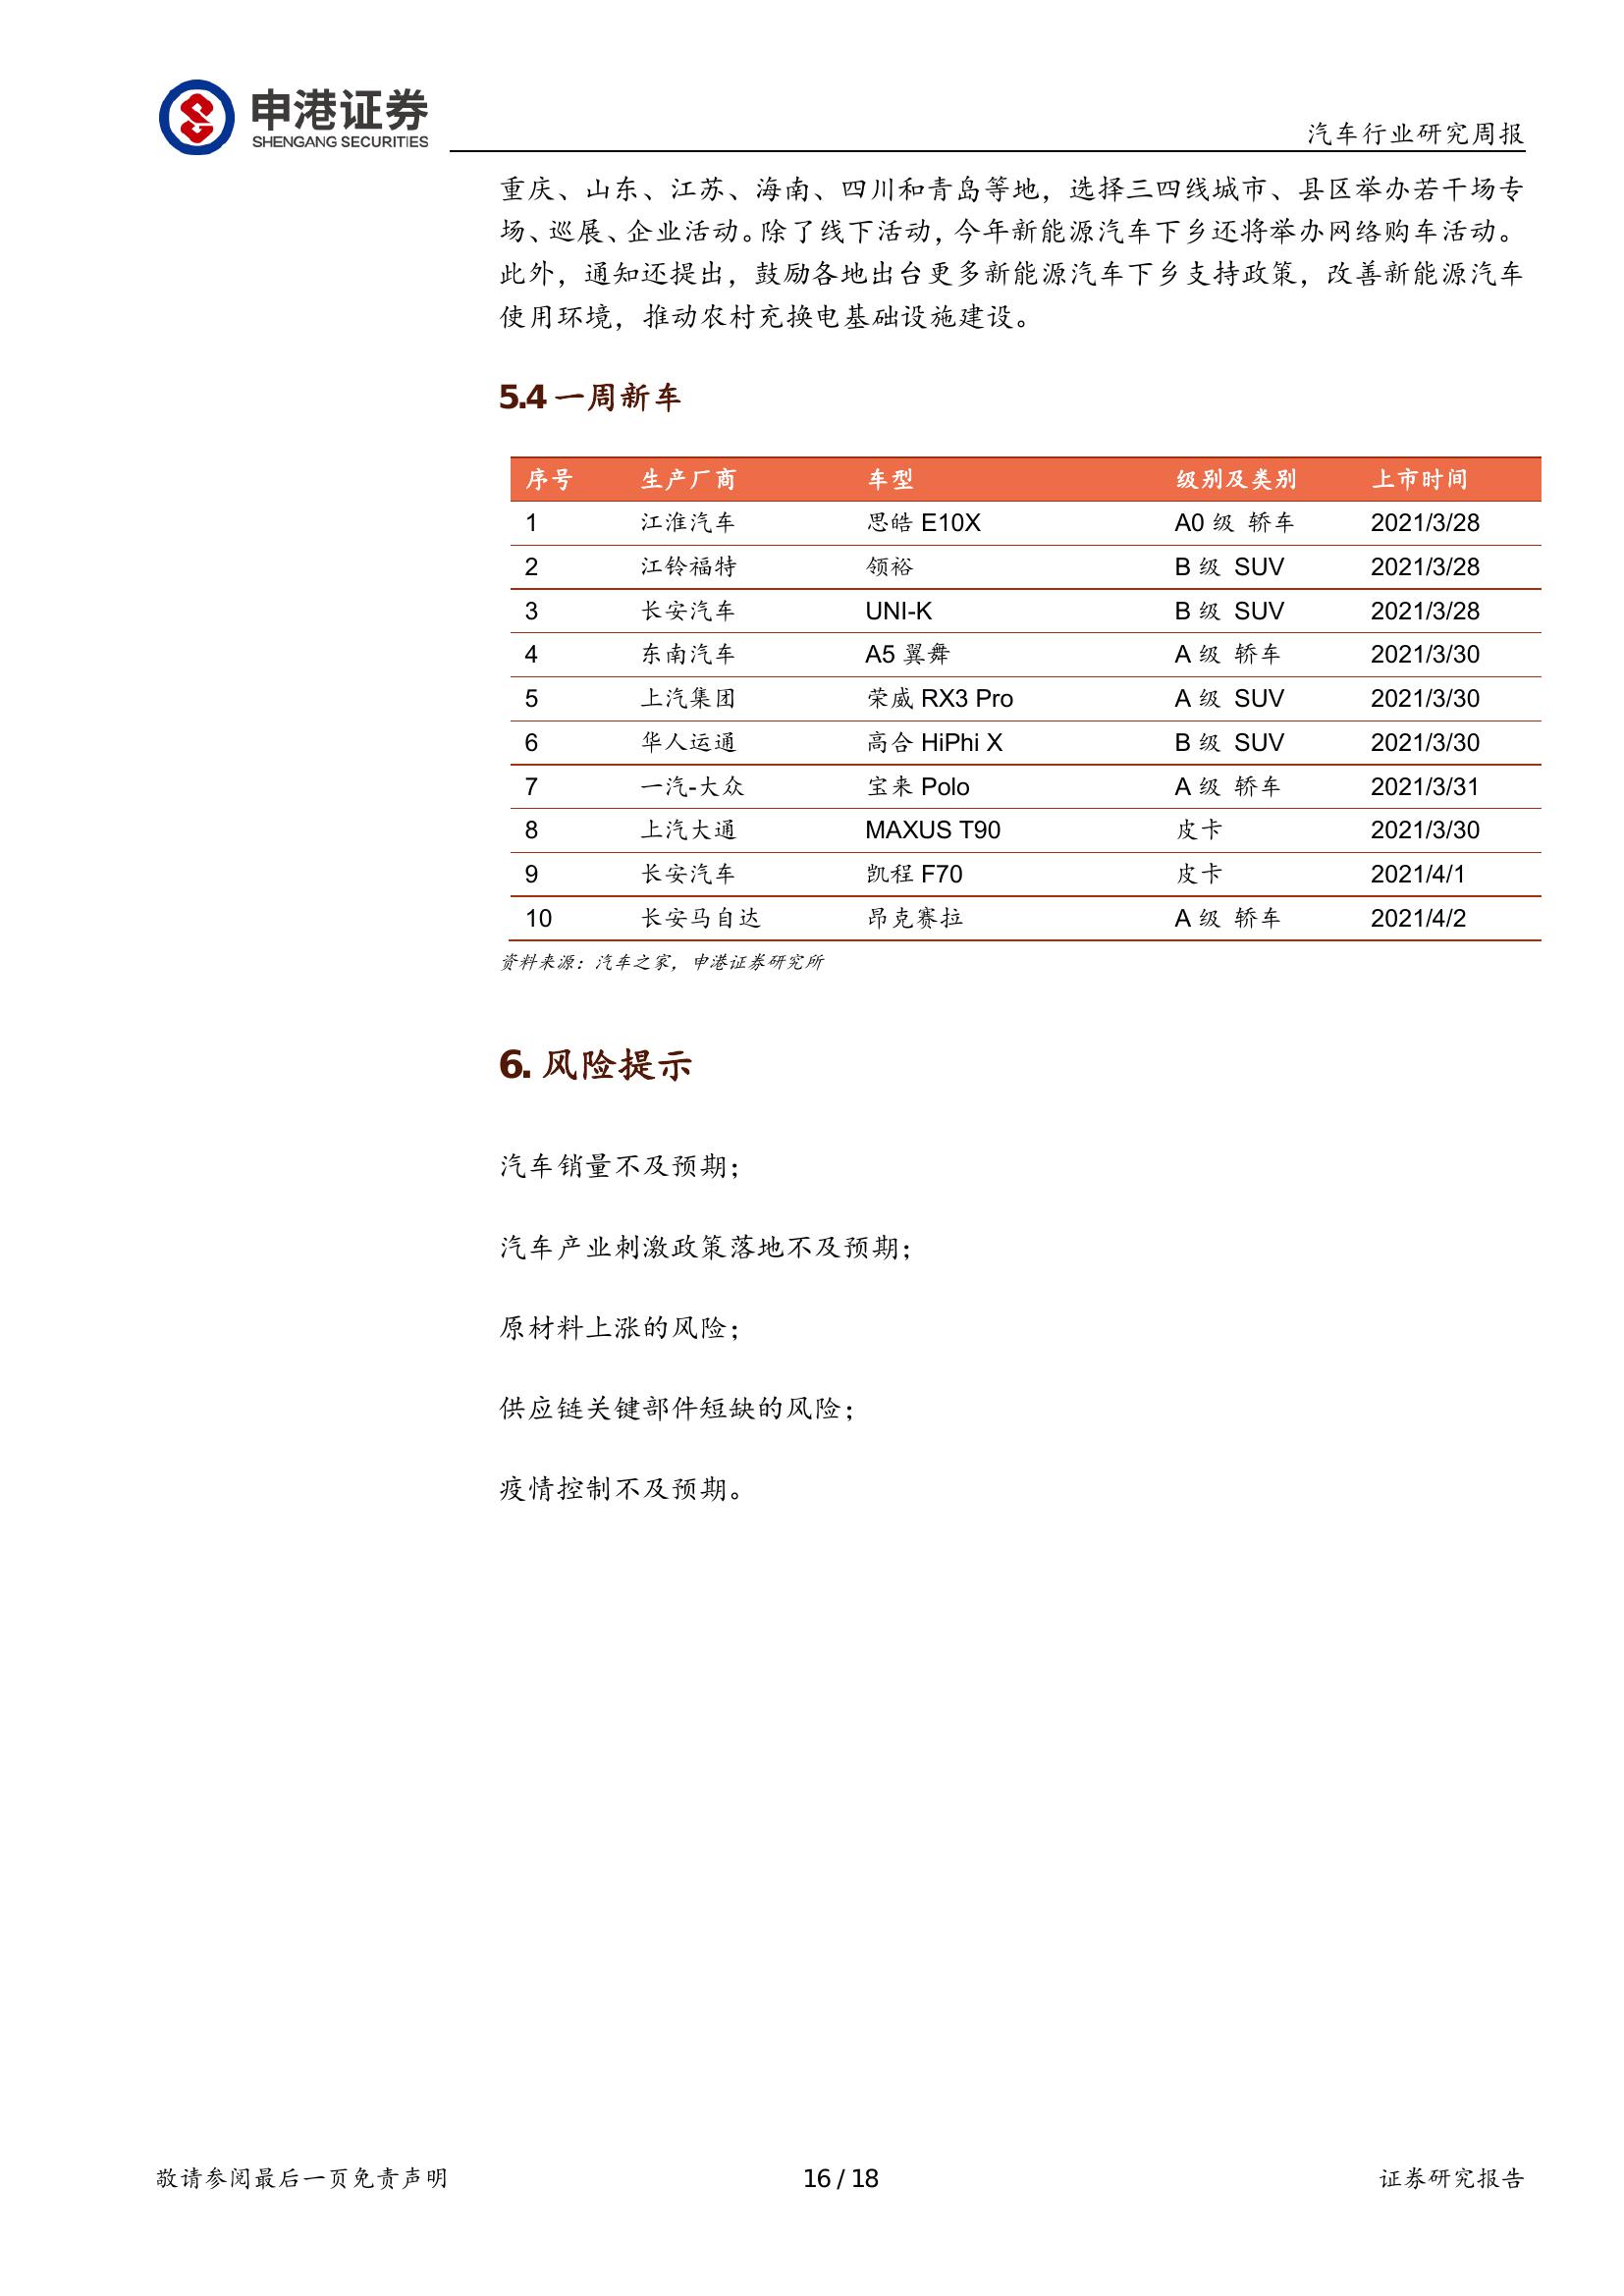 申港证券
SHENGANG SECURITIES
汽车行业研究周报
重庆、山东、江苏、海南、四川和青岛等地，选择三四线城市、县区举办若干场专
场、巡展、企业活动。除了线下活动，今年新能源汽车下乡还将举办网络购车活动。
此外，通知还提出，鼓励各地出台更多新能源汽车下乡支持政策，改善新能源汽车
使用环境，推动农村充换电基础设施建设。
5.4 一周新车
序号 生产厂商 车型 级别及类别 上市时间
1 江淮汽车 思皓 E10X A0 级 轿车 2021/3/28
2 江铃福特 领裕 B 级 SUV 2021/3/28
3 长安汽车 UNI-K B 级 SUV 2021/3/28
4 东南汽车 A5 翼舞 A 级 轿车 2021/3/30
5 上汽集团 荣威 RX3 Pro A 级 SUV 2021/3/30
6 华人运通 高合 HiPhi X B 级 SUV 2021/3/30
7 一汽-大众 宝来 Polo A 级 轿车 2021/3/31
8 上汽大通 MAXUS T90 皮卡 2021/3/30
9 长安汽车 凯程 F70 皮卡 2021/4/1
10 长安马自达 昂克赛拉 A 级 轿车 2021/4/2
资料来源：汽车之家，申港证券研究所
6. 风险提示
汽车销量不及预期；
汽车产业刺激政策落地不及预期；
原材料上涨的风险；
供应链关键部件短缺的风险；
疫情控制不及预期。
敬请参阅最后一页免责声明 16 / 18 证券研究报告